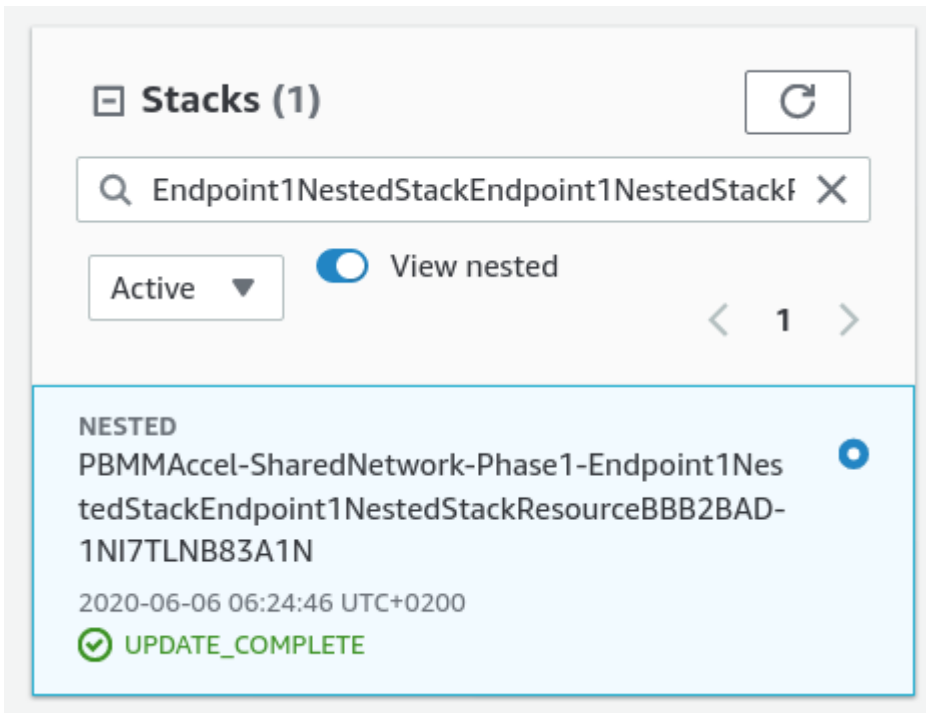 Stacks (1)
Endpoint1NestedStackEndpoint1NestedStack
Active
View nested
1
NESTED
PBMMAccel-SharedNetwork-Phase1-Endpoint1Nes
tedStackEndpoint1NestedStackResourceBBB2BAD-
1NI7TLNB83A1N
2020-06-06 06:24:46 UTC+0200
UPDATE_COMPLETE